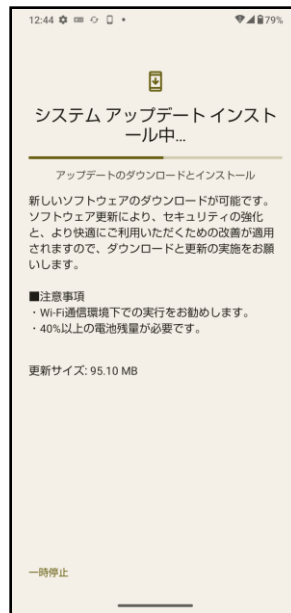 12:44
79%
システム アップデート インスト
ール中...
アップデートのダウンロードとインストール
新しいソフトウェアのダウンロードが可能です。
ソフトウェア更新により、セキュリティの強化
と、より快適にご利用いただくための改善が適用
されますので、ダウンロードと更新の実施をお願
いします。
■注意事項
・Wi-Fi通信環境下での実行をお勧めします。
・40%以上の電池残量が必要です。
更新サイズ: 95.10 MB
一時停止